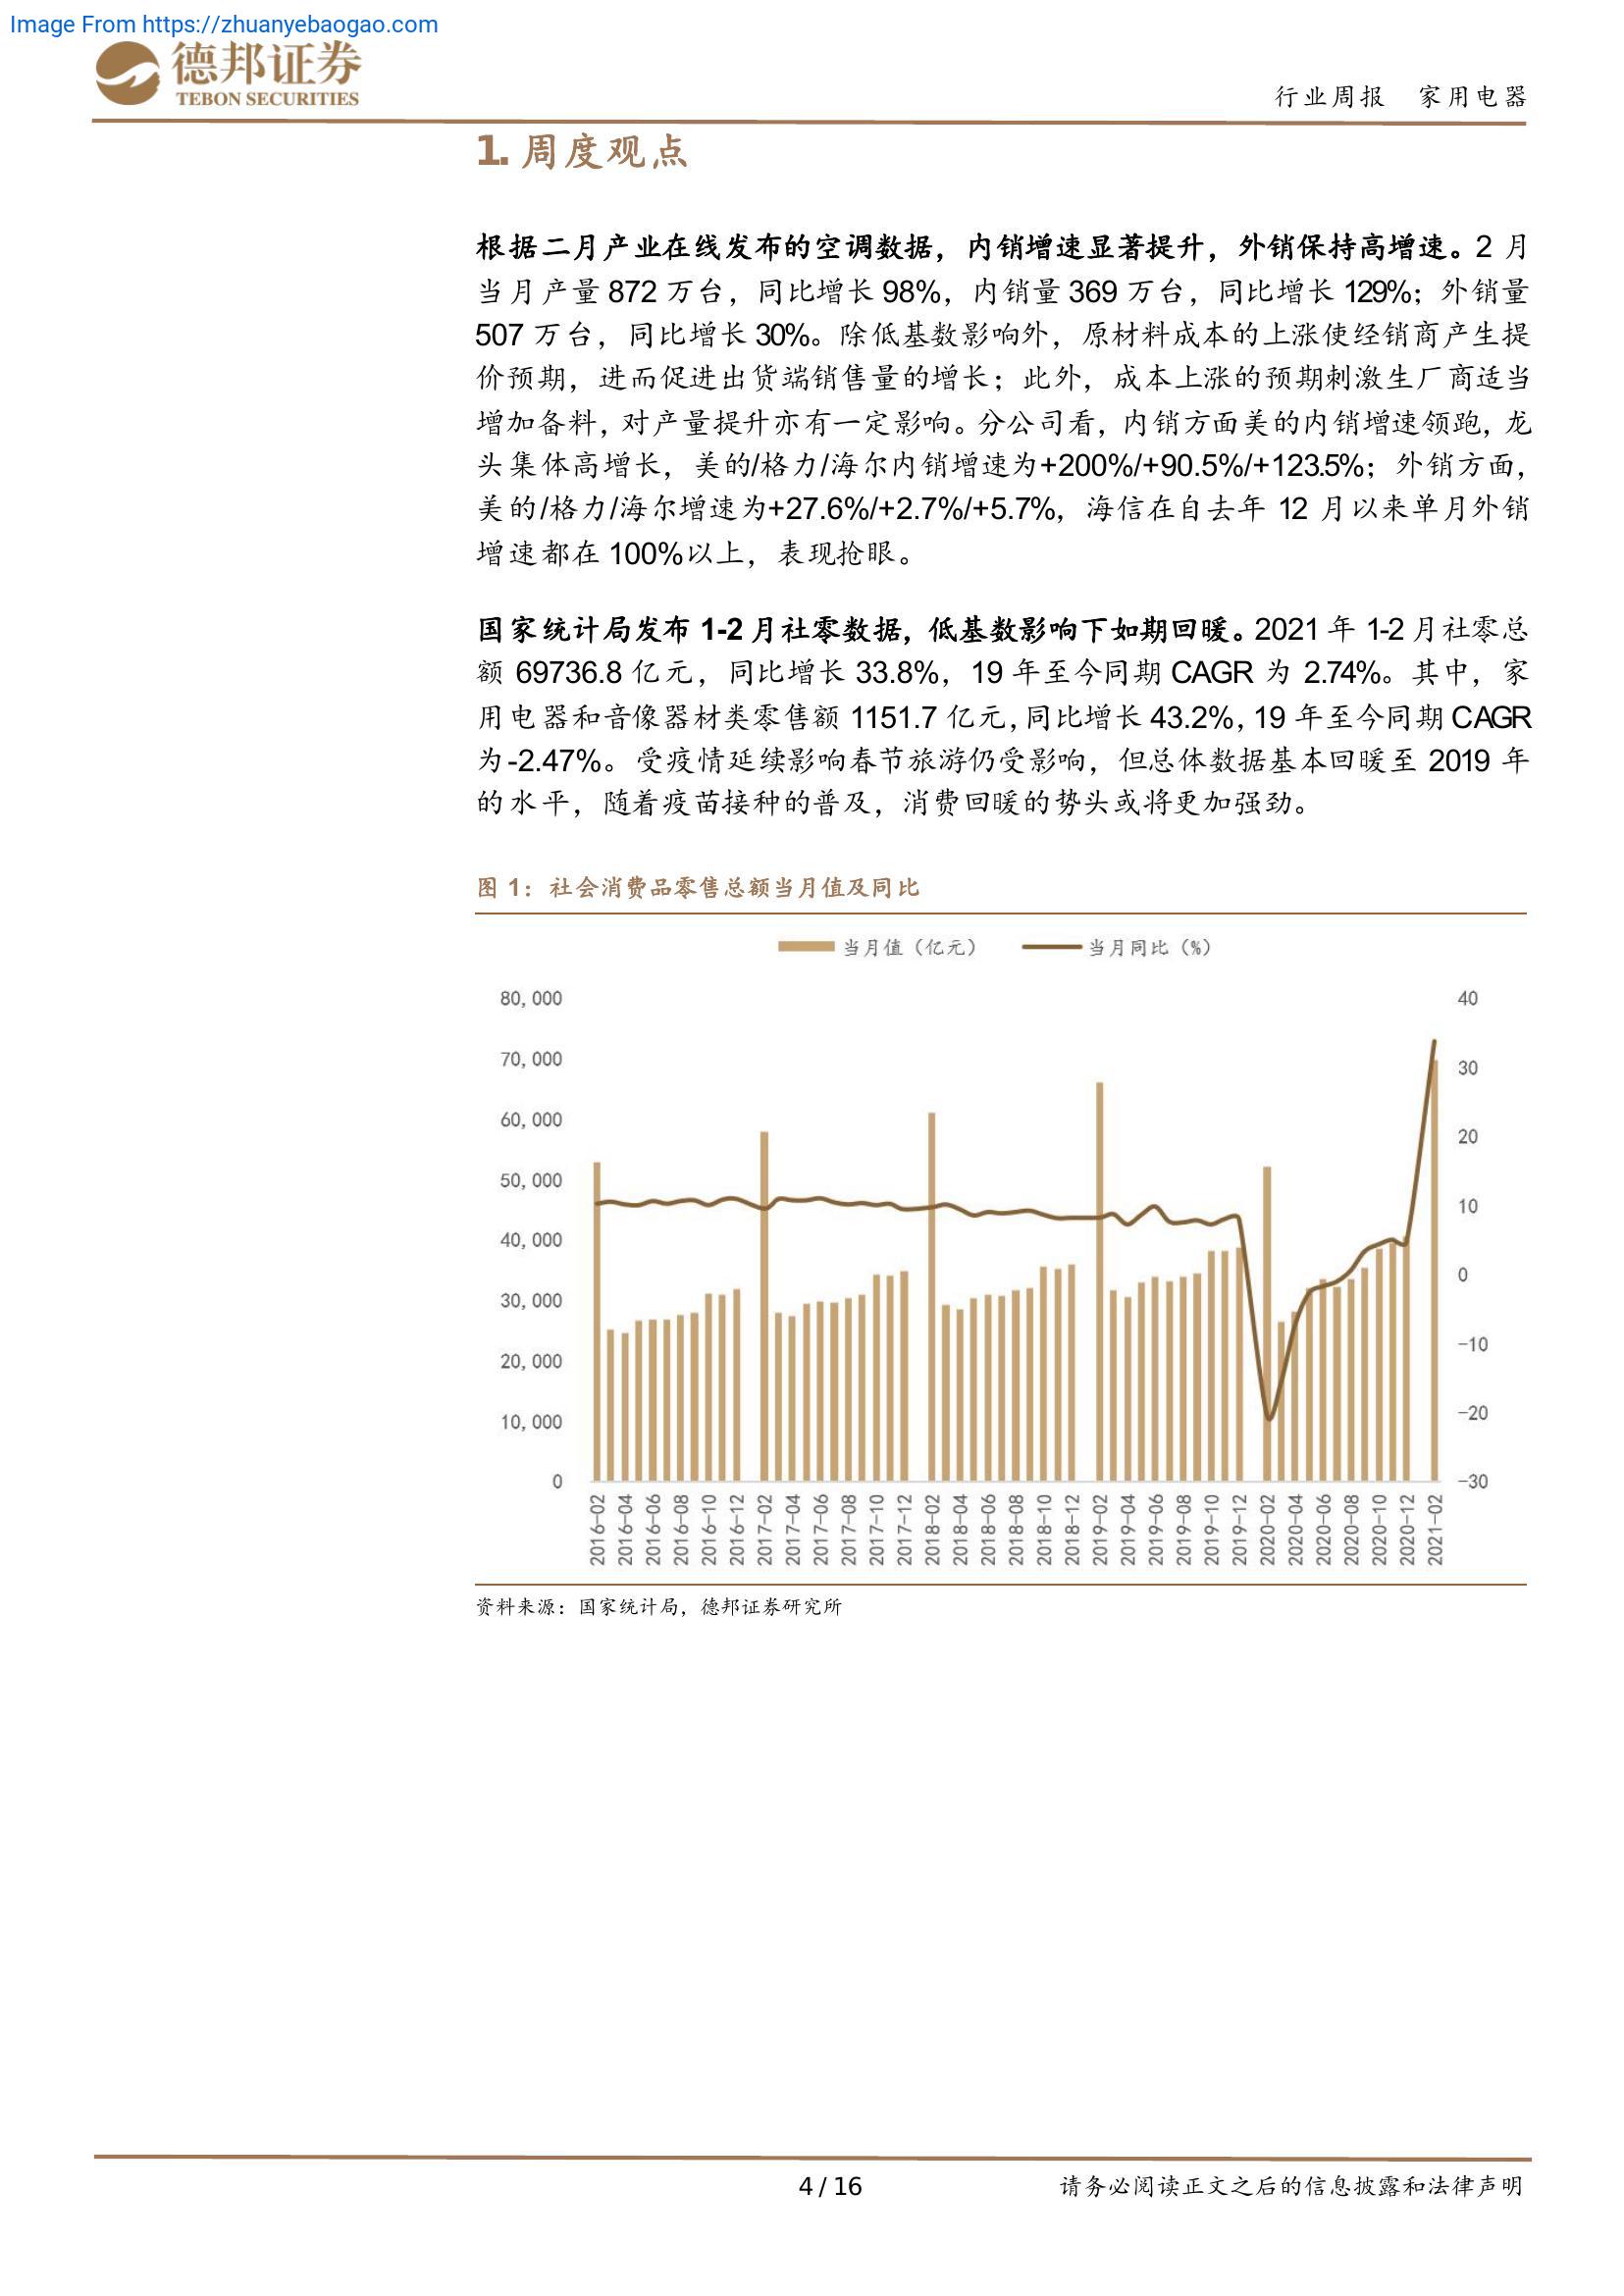 Image From https://zhuanyebaogao.com
德邦证券
TEBON SECURITIES
行业周报 家用电器
1. 周度观点
根据二月产业在线发布的空调数据，内销增速显著提升，外销保持高增速。2 月
当月产量 872 万台，同比增长 98%，内销量 369 万台，同比增长 129%；外销量
507 万台，同比增长 30%。除低基数影响外，原材料成本的上涨使经销商产生提
价预期，进而促进出货端销售量的增长；此外，成本上涨的预期刺激生厂商适当
增加备料，对产量提升亦有一定影响。分公司看，内销方面美的内销增速领跑，龙
头集体高增长，美的/格力/海尔内销增速为+200%/+90.5%/+123.5%；外销方面，
美的/格力/海尔增速为+27.6%/+2.7%/+5.7%，海信在自去年 12 月以来单月外销
增速都在 100%以上，表现抢眼。
国家统计局发布 1-2 月社零数据，低基数影响下如期回暖。2021 年 1-2 月社零总
额 69736.8 亿元，同比增长 33.8%，19 年至今同期 CAGR 为 2.74%。其中，家
用电器和音像器材类零售额 1151.7 亿元，同比增长 43.2%，19 年至今同期 CAGR
为-2.47%。受疫情延续影响春节旅游仍受影响，但总体数据基本回暖至 2019 年
的水平，随着疫苗接种的普及，消费回暖的势头或将更加强劲。
图 1：社会消费品零售总额当月值及同比
当月值（亿元） 当月同比（%）
80,000 40
70,000 30
60,000 20
50,000 10
40,000 0
30,000 -10
20,000 -20
10,000 -30
0
2016-02 2016-04 2016-06 2016-08 2016-10 2016-12 2017-02 2017-04 2017-06 2017-08 2017-10 2017-12 2018-02 2018-04 2018-06 2018-08 2018-10 2018-12 2019-02 2019-04 2019-06 2019-08 2019-10 2019-12 2020-02 2020-04 2020-06 2020-08 2020-10 2020-12 2021-02
资料来源：国家统计局，德邦证券研究所
4 / 16
请务必阅读正文之后的信息披露和法律声明